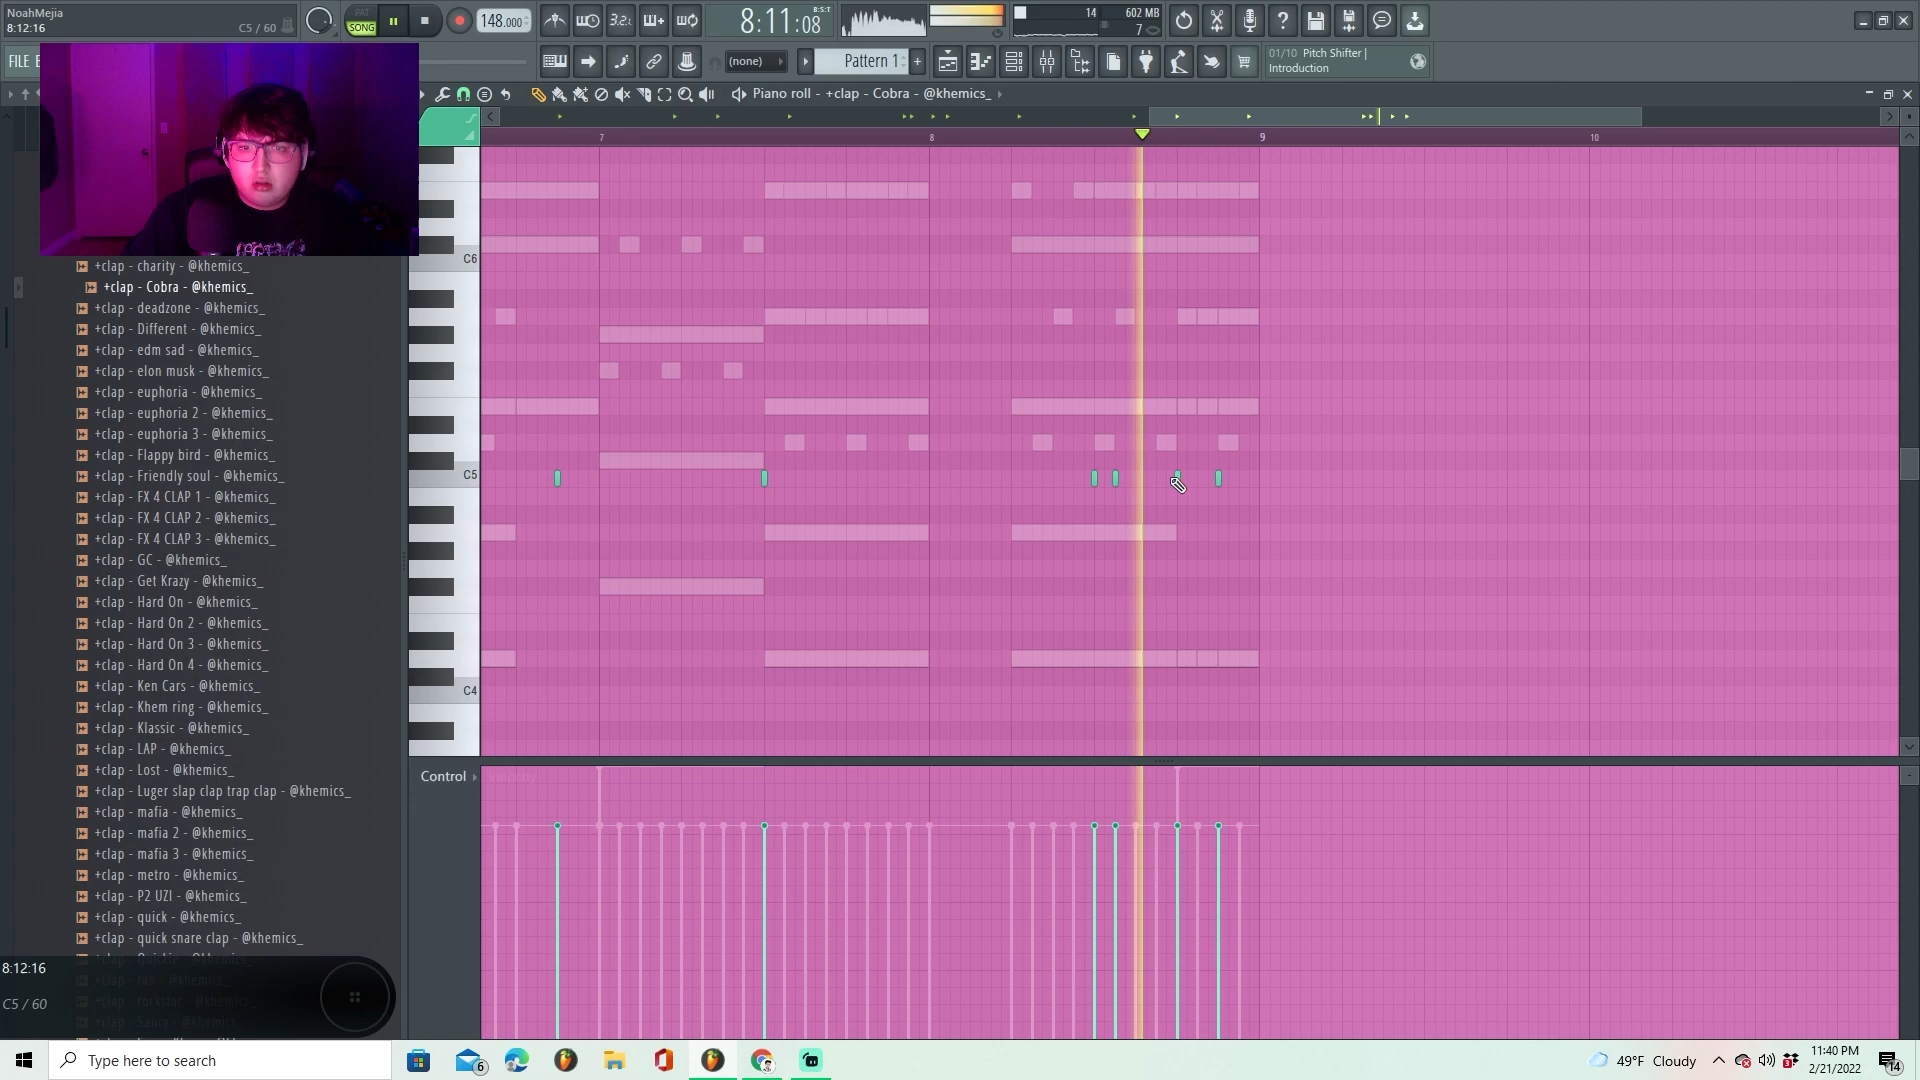 NoahMejia
8:12:16
C5 / 60
PAT
SONG
148.000
3.2.
8:11:08
B:S:T
14
602 MB
7
FILE
(none)
Pattern 1
+
01/10 Pitch Shifter |
Introduction
Piano roll - +clap - Cobra - @khemics_
7
8
9
10
C6
C5
C4
Control
+clap - charity - @khemics_
+clap - Cobra - @khemics_
+clap - deadzone - @khemics_
+clap - Different - @khemics_
+clap - edm sad - @khemics_
+clap - elon musk - @khemics_
+clap - euphoria - @khemics_
+clap - euphoria 2 - @khemics_
+clap - euphoria 3 - @khemics_
+clap - Flappy bird - @khemics_
+clap - Friendly soul - @khemics_
+clap - FX 4 CLAP 1 - @khemics_
+clap - FX 4 CLAP 2 - @khemics_
+clap - FX 4 CLAP 3 - @khemics_
+clap - GC - @khemics_
+clap - Get Krazy - @khemics_
+clap - Hard On - @khemics_
+clap - Hard On 2 - @khemics_
+clap - Hard On 3 - @khemics_
+clap - Hard On 4 - @khemics_
+clap - Ken Cars - @khemics_
+clap - Khem ring - @khemics_
+clap - Klassic - @khemics_
+clap - LAP - @khemics_
+clap - Lost - @khemics_
+clap - Luger slap clap trap clap - @khemics_
+clap - mafia - @khemics_
+clap - mafia 2 - @khemics_
+clap - mafia 3 - @khemics_
+clap - metro - @khemics_
+clap - P2 UZI - @khemics_
+clap - quick - @khemics_
+clap - quick snare clap - @khemics_
8:12:16
C5 / 60
Type here to search
6
49°F Cloudy
11:40 PM
2/21/2022
14